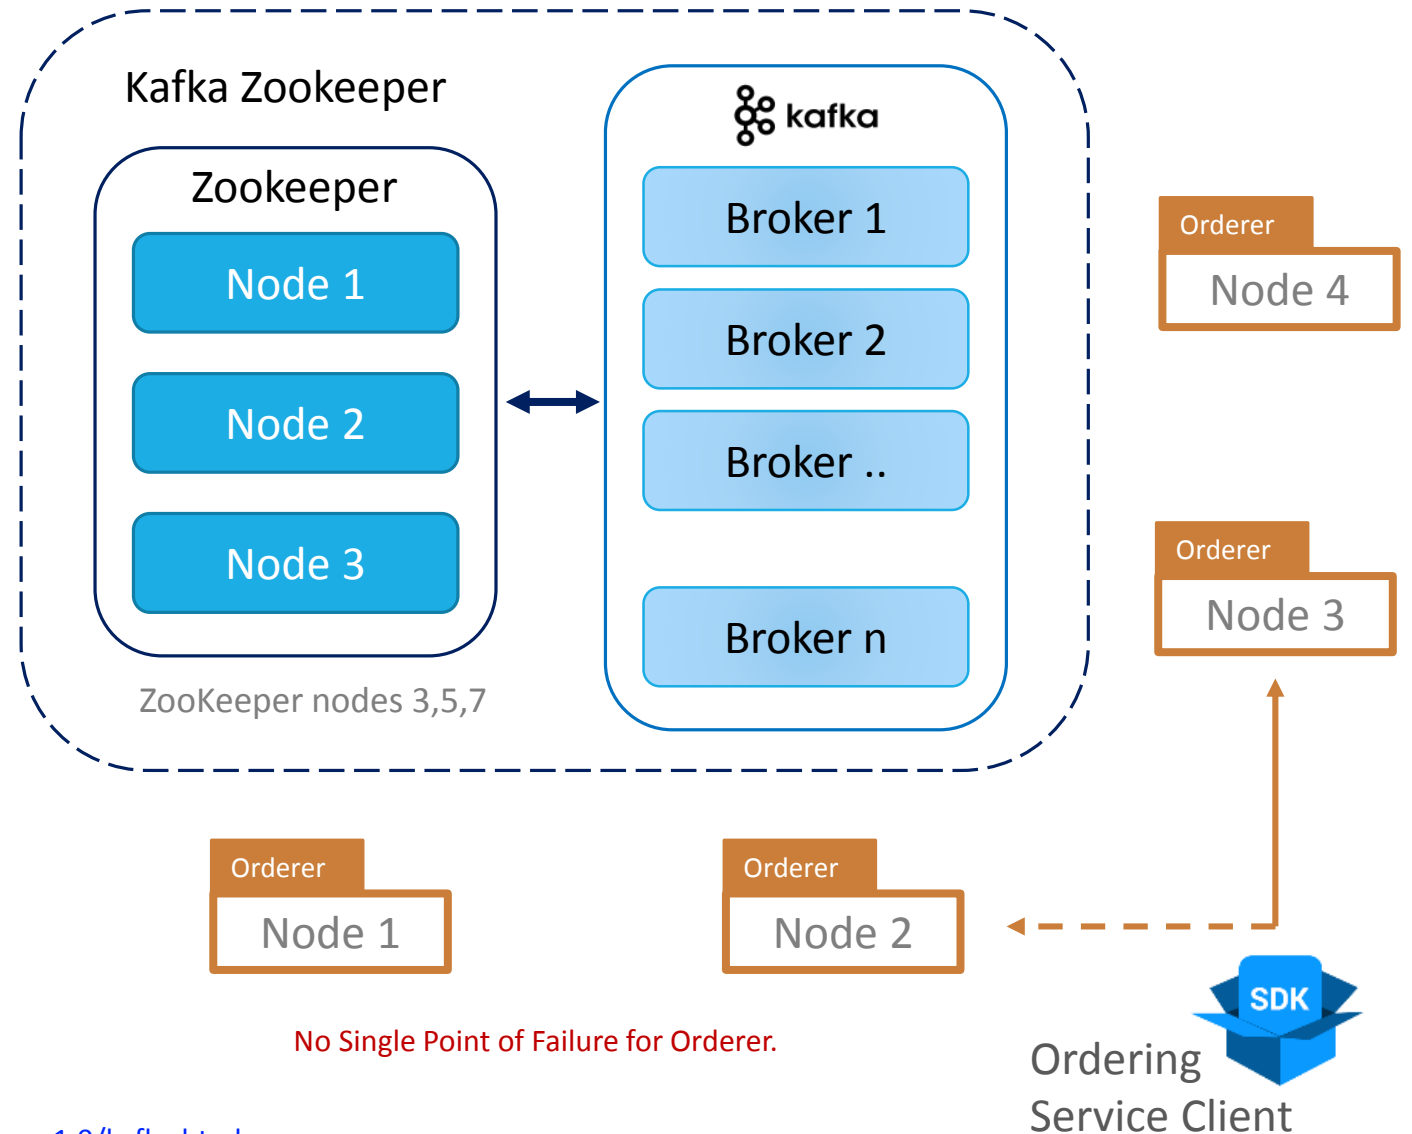 Kafka Zookeeper
kafka
Zookeeper
Node 1
Node 2
Node 3
ZooKeeper nodes 3,5,7
Broker 1
Broker 2
Broker ..
Broker n
Orderer
Node 4
Orderer
Node 3
Orderer
Node 1
Orderer
Node 2
No Single Point of Failure for Orderer.
SDK
Ordering
Service Client